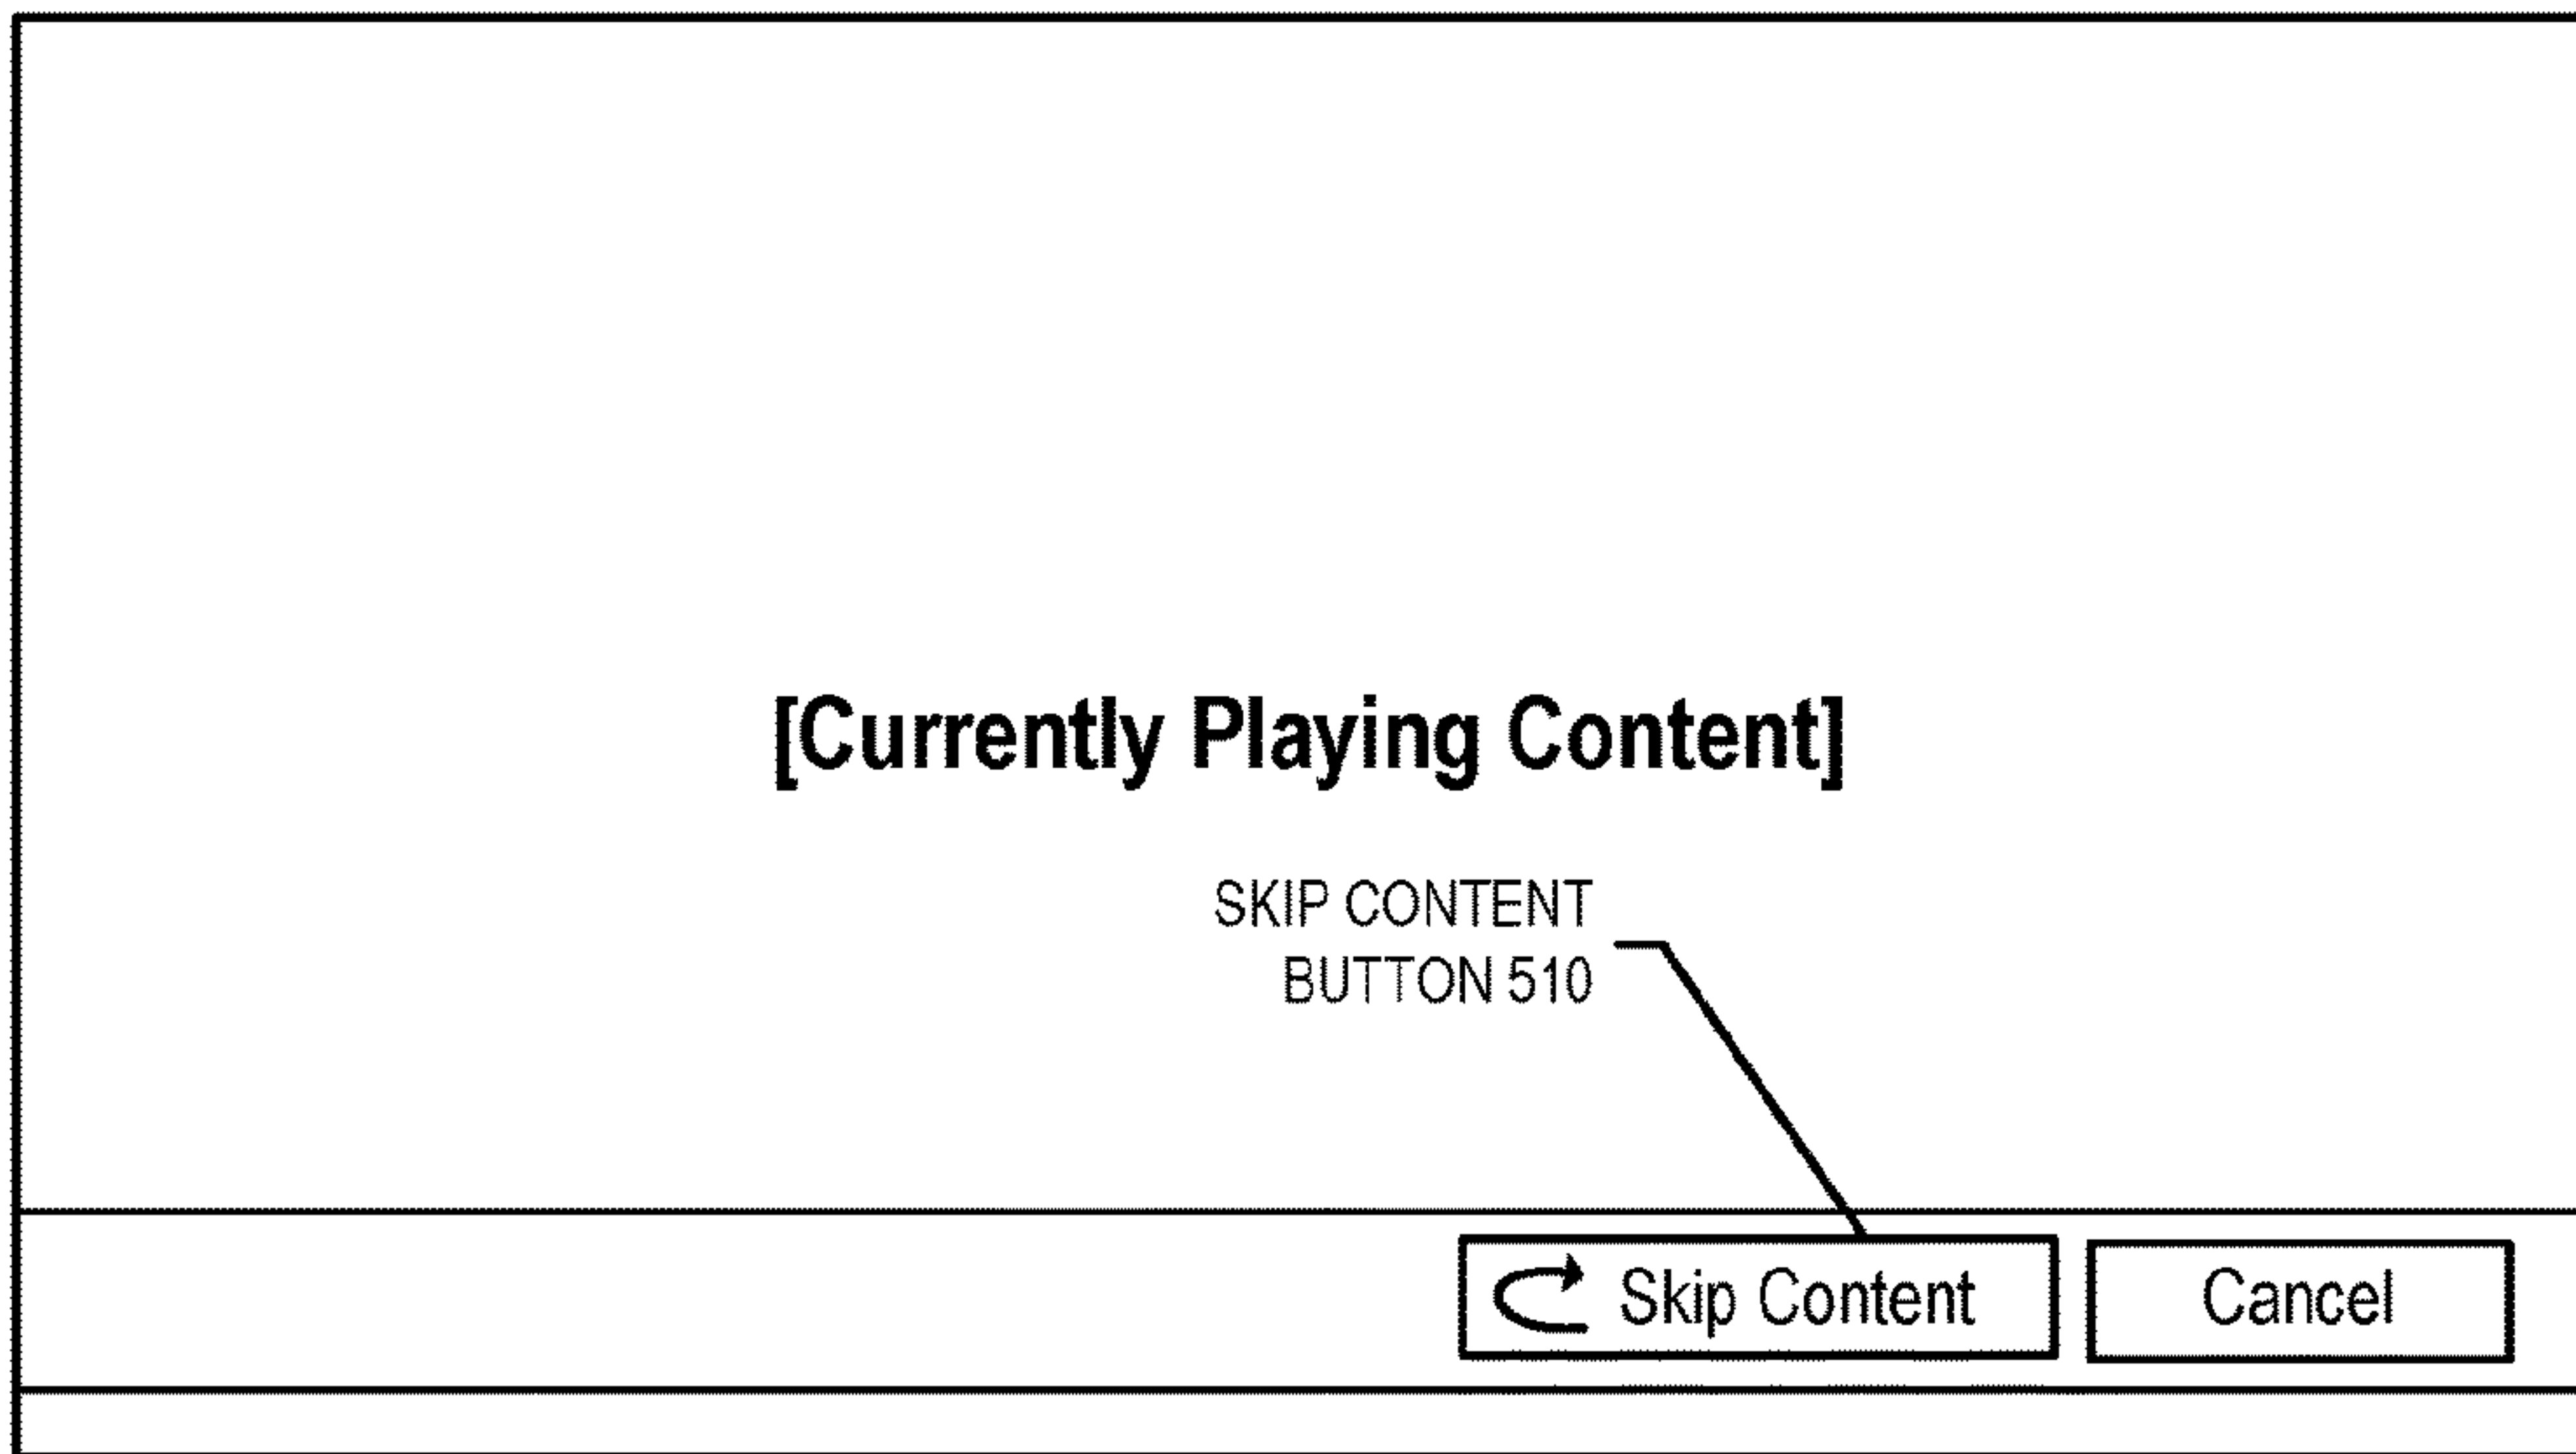 [Currently Playing Content]
SKIP CONTENT
BUTTON 510
Skip Content
Cancel